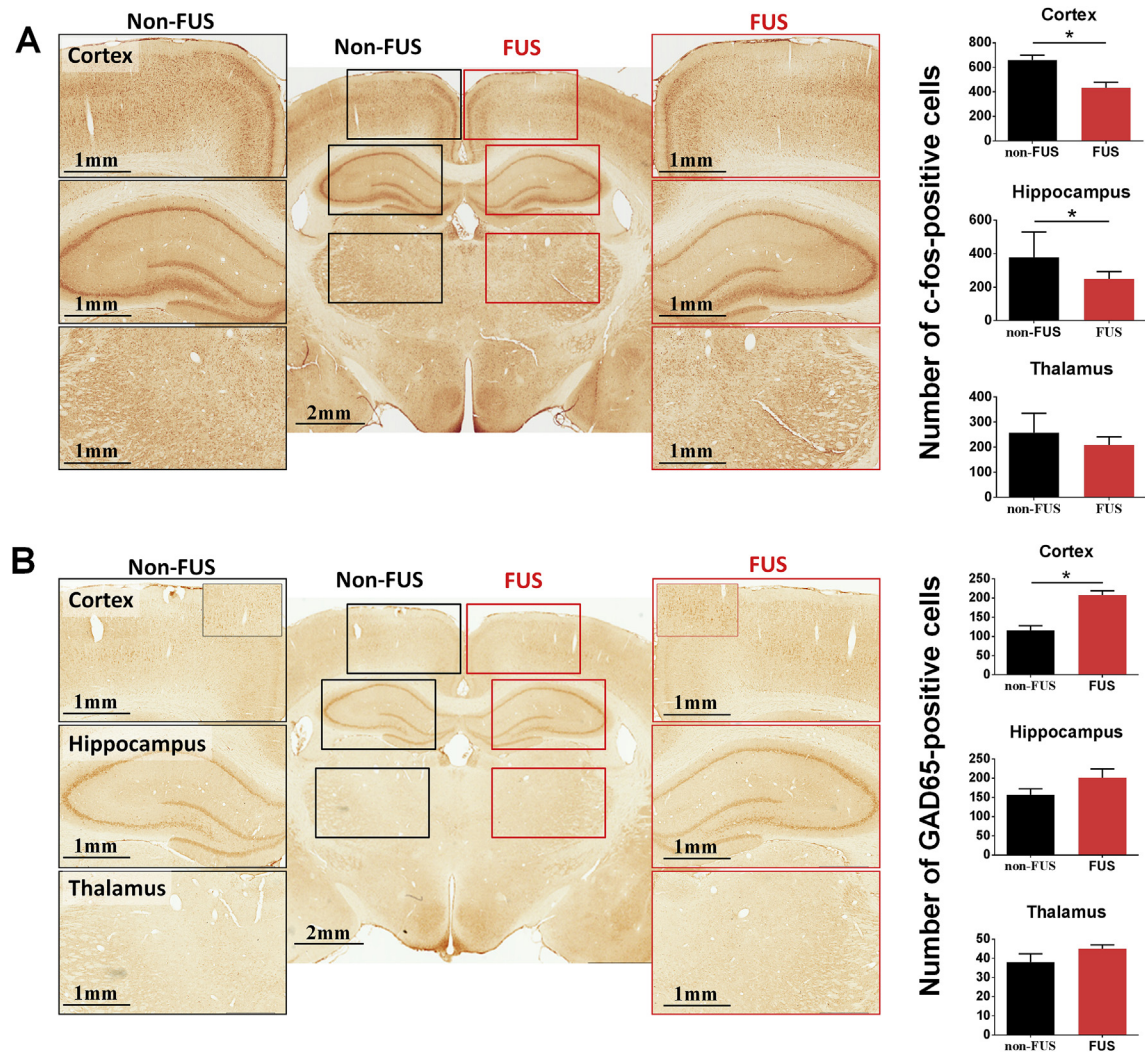 A
Non-FUS
Non-FUS
FUS
FUS
Cortex
1mm
1mm
1mm
2mm
1mm
1mm
1mm
Number of c-fos-positive cells
Cortex
800
600
400
200
0
*
non-FUS
FUS
Hippocampus
600
400
200
0
*
non-FUS
FUS
Thalamus
400
300
200
100
0
non-FUS
FUS
B
Non-FUS
Non-FUS
FUS
FUS
Cortex
1mm
Hippocampus
1mm
Thalamus
1mm
2mm
1mm
1mm
1mm
Number of GAD65-positive cells
Cortex
250
200
150
100
50
0
*
non-FUS
FUS
Hippocampus
250
200
150
100
50
0
non-FUS
FUS
Thalamus
50
40
30
20
10
0
non-FUS
FUS